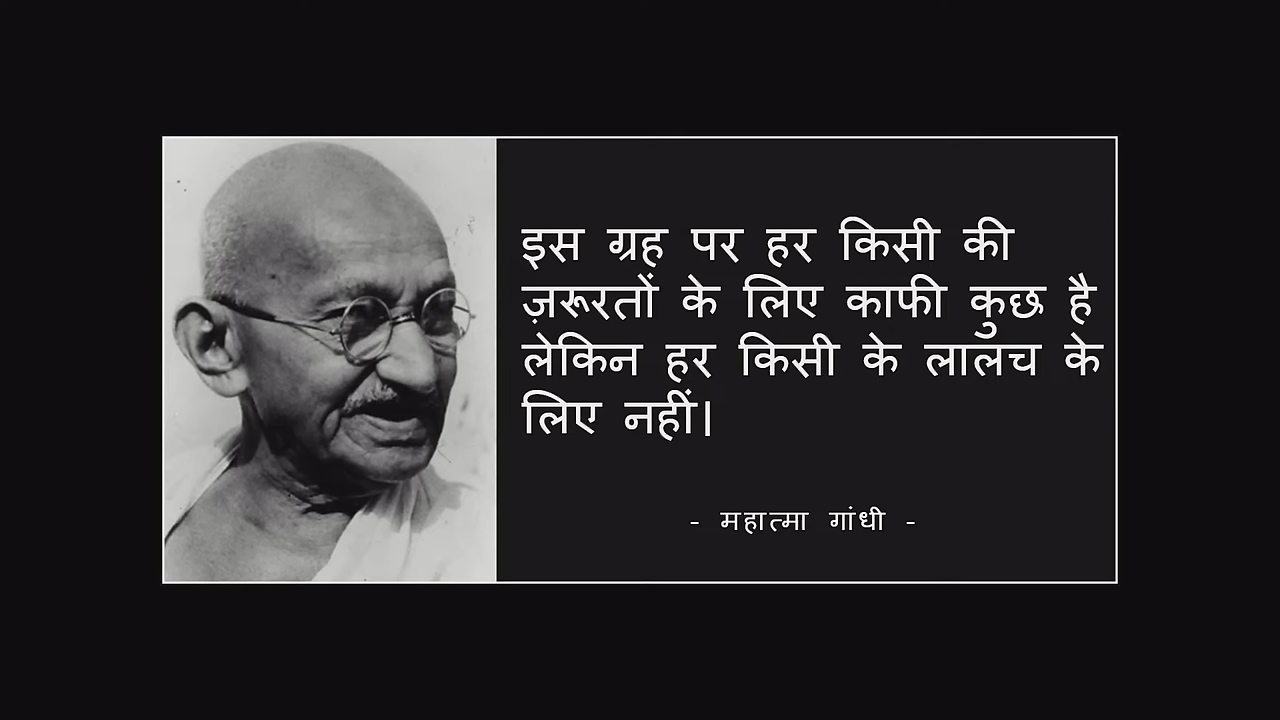 इस ग्रह पर हर किसी की
ज़रूरतों के लिए काफी कुछ है
लेकिन हर किसी के लालच के
लिए नहीं।
- महात्मा गांधी -